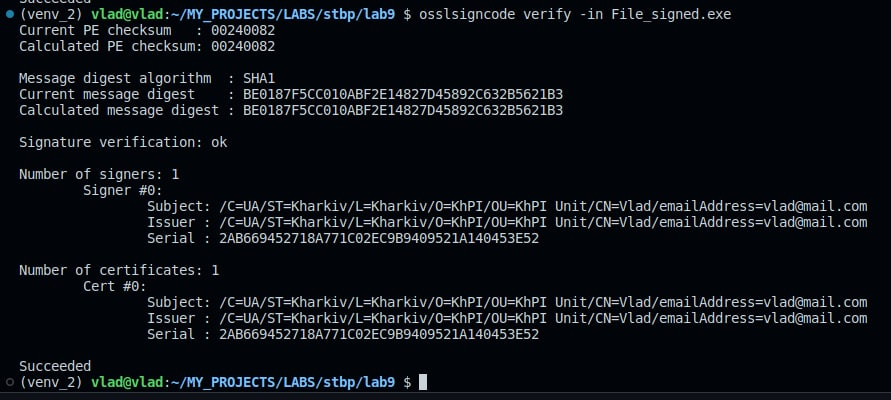 Succeeded
(venv_2) vlad@vlad:~/MY_PROJECTS/LABS/stbp/lab9 $ osslsigncode verify -in File_signed.exe
Current PE checksum   : 00240082
Calculated PE checksum: 00240082

Message digest algorithm  : SHA1
Current message digest    : BE0187F5CC010ABF2E14827D45892C632B5621B3
Calculated message digest : BE0187F5CC010ABF2E14827D45892C632B5621B3

Signature verification: ok

Number of signers: 1
        Signer #0:
                Subject: /C=UA/ST=Kharkiv/L=Kharkiv/O=KhPI/OU=KhPI Unit/CN=Vlad/emailAddress=vlad@mail.com
                Issuer : /C=UA/ST=Kharkiv/L=Kharkiv/O=KhPI/OU=KhPI Unit/CN=Vlad/emailAddress=vlad@mail.com
                Serial : 2AB669452718A771C02EC9B9409521A140453E52

Number of certificates: 1
        Cert #0:
                Subject: /C=UA/ST=Kharkiv/L=Kharkiv/O=KhPI/OU=KhPI Unit/CN=Vlad/emailAddress=vlad@mail.com
                Issuer : /C=UA/ST=Kharkiv/L=Kharkiv/O=KhPI/OU=KhPI Unit/CN=Vlad/emailAddress=vlad@mail.com
                Serial : 2AB669452718A771C02EC9B9409521A140453E52

Succeeded
(venv_2) vlad@vlad:~/MY_PROJECTS/LABS/stbp/lab9 $